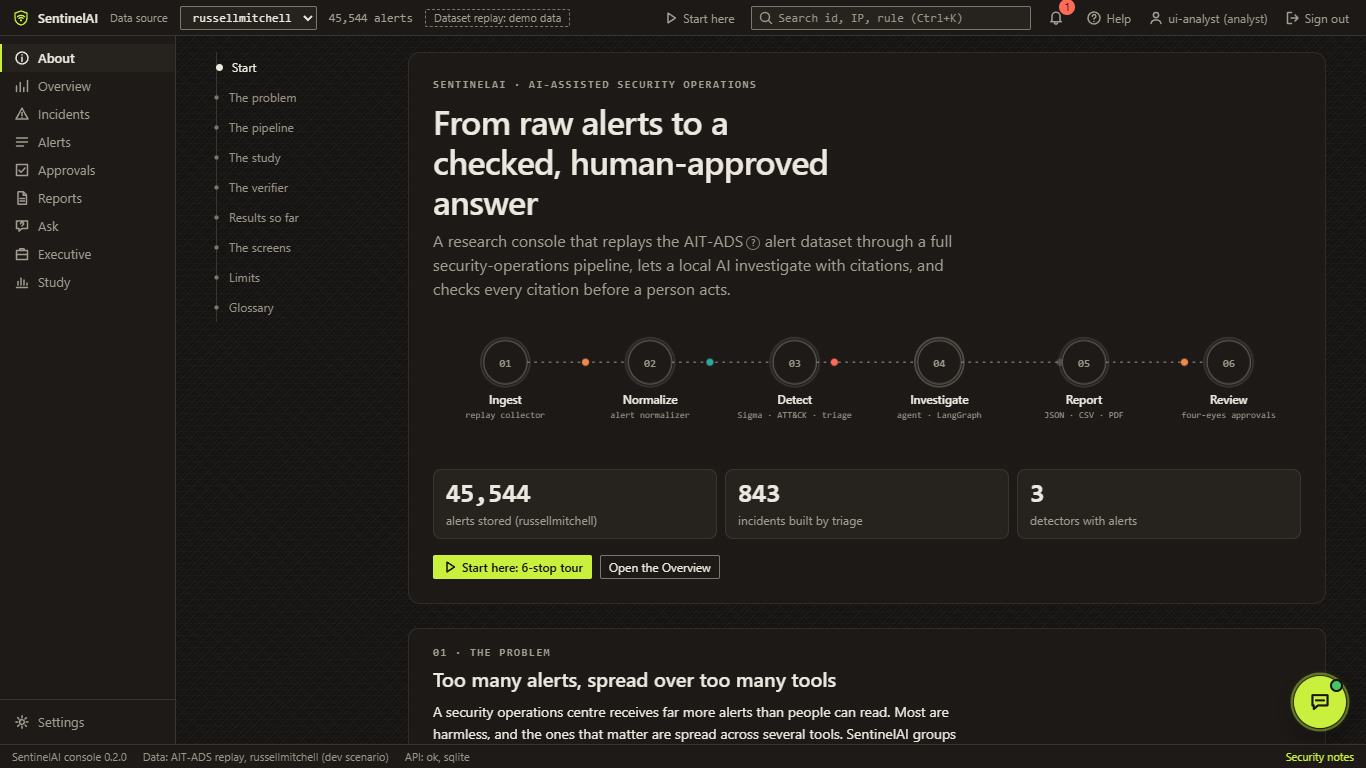 SentinelAI
Data source
russellmitchell
45,544 alerts
Dataset replay: demo data
Start here
Search id, IP, rule (Ctrl+K)
1
Help
ui-analyst (analyst)
Sign out
About
Overview
Incidents
Alerts
Approvals
Reports
Ask
Executive
Study
Settings
Start
The problem
The pipeline
The study
The verifier
Results so far
The screens
Limits
Glossary
SENTINELAI · AI-ASSISTED SECURITY OPERATIONS
From raw alerts to a
checked, human-approved
answer
A research console that replays the AIT-ADS ? alert dataset through a full
security-operations pipeline, lets a local AI investigate with citations, and
checks every citation before a person acts.
01
02
03
04
05
06
Ingest
Normalize
Detect
Investigate
Report
Review
replay collector
alert normalizer
Sigma · ATT&CK · triage
agent · LangGraph
JSON · CSV · PDF
four-eyes approvals
45,544
alerts stored (russellmitchell)
843
incidents built by triage
3
detectors with alerts
Start here: 6-stop tour
Open the Overview
01 · THE PROBLEM
Too many alerts, spread over too many tools
A security operations centre receives far more alerts than people can read. Most are
harmless, and the ones that matter are spread across several tools. SentinelAI groups
SentinelAI console 0.2.0
Data: AIT-ADS replay, russellmitchell (dev scenario)
API: ok, sqlite
Security notes